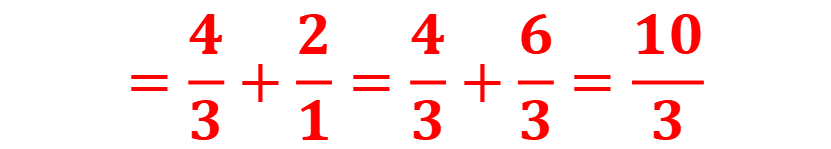 = 4/3 + 2/1 = 4/3 + 6/3 = 10/3